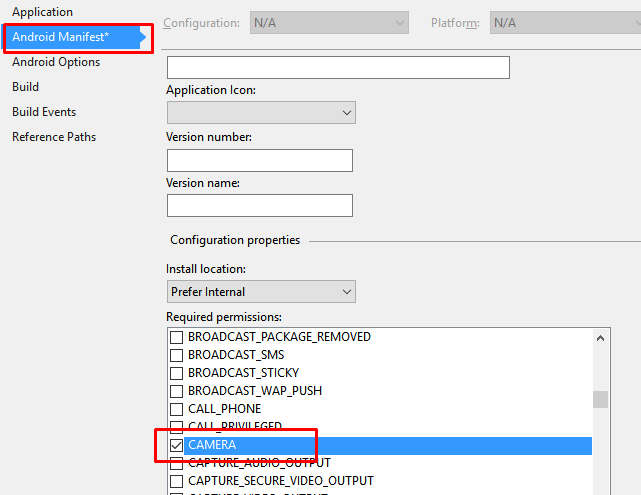 Application
Android Manifest*
Android Options
Build
Build Events
Reference Paths
Configuration: N/A Platform: N/A
Application Icon:
Version number:
Version name:
Configuration properties
Install location:
Prefer Internal
Required permissions:
BROADCAST_PACKAGE_REMOVED
BROADCAST_SMS
BROADCAST_STICKY
BROADCAST_WAP_PUSH
CALL_PHONE
CALL_PRIVILEGED
CAMERA
CAPTURE_AUDIO_OUTPUT
CAPTURE_SECURE_VIDEO_OUTPUT
CAPTURE_VIDEO_OUTPUT